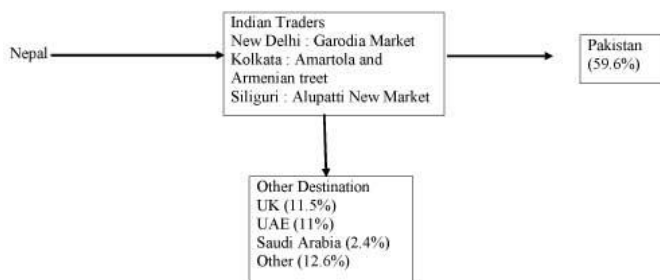 Nepal
Indian Traders
New Delhi : Garodia Market
Kolkata : Amartola and
Armenian treet
Siliguri : Alupatti New Market
Pakistan
(59.6%)
Other Destination
UK (11.5%)
UAE (11%)
Saudi Arabia (2.4%)
Other (12.6%)